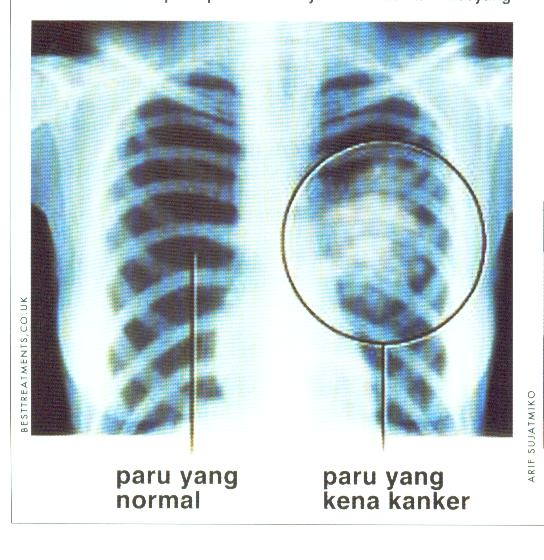 BESTTREATMENTS,CO.UK
ARIF SUJATMIKO
paru yang
normal
paru yang
kena kanker